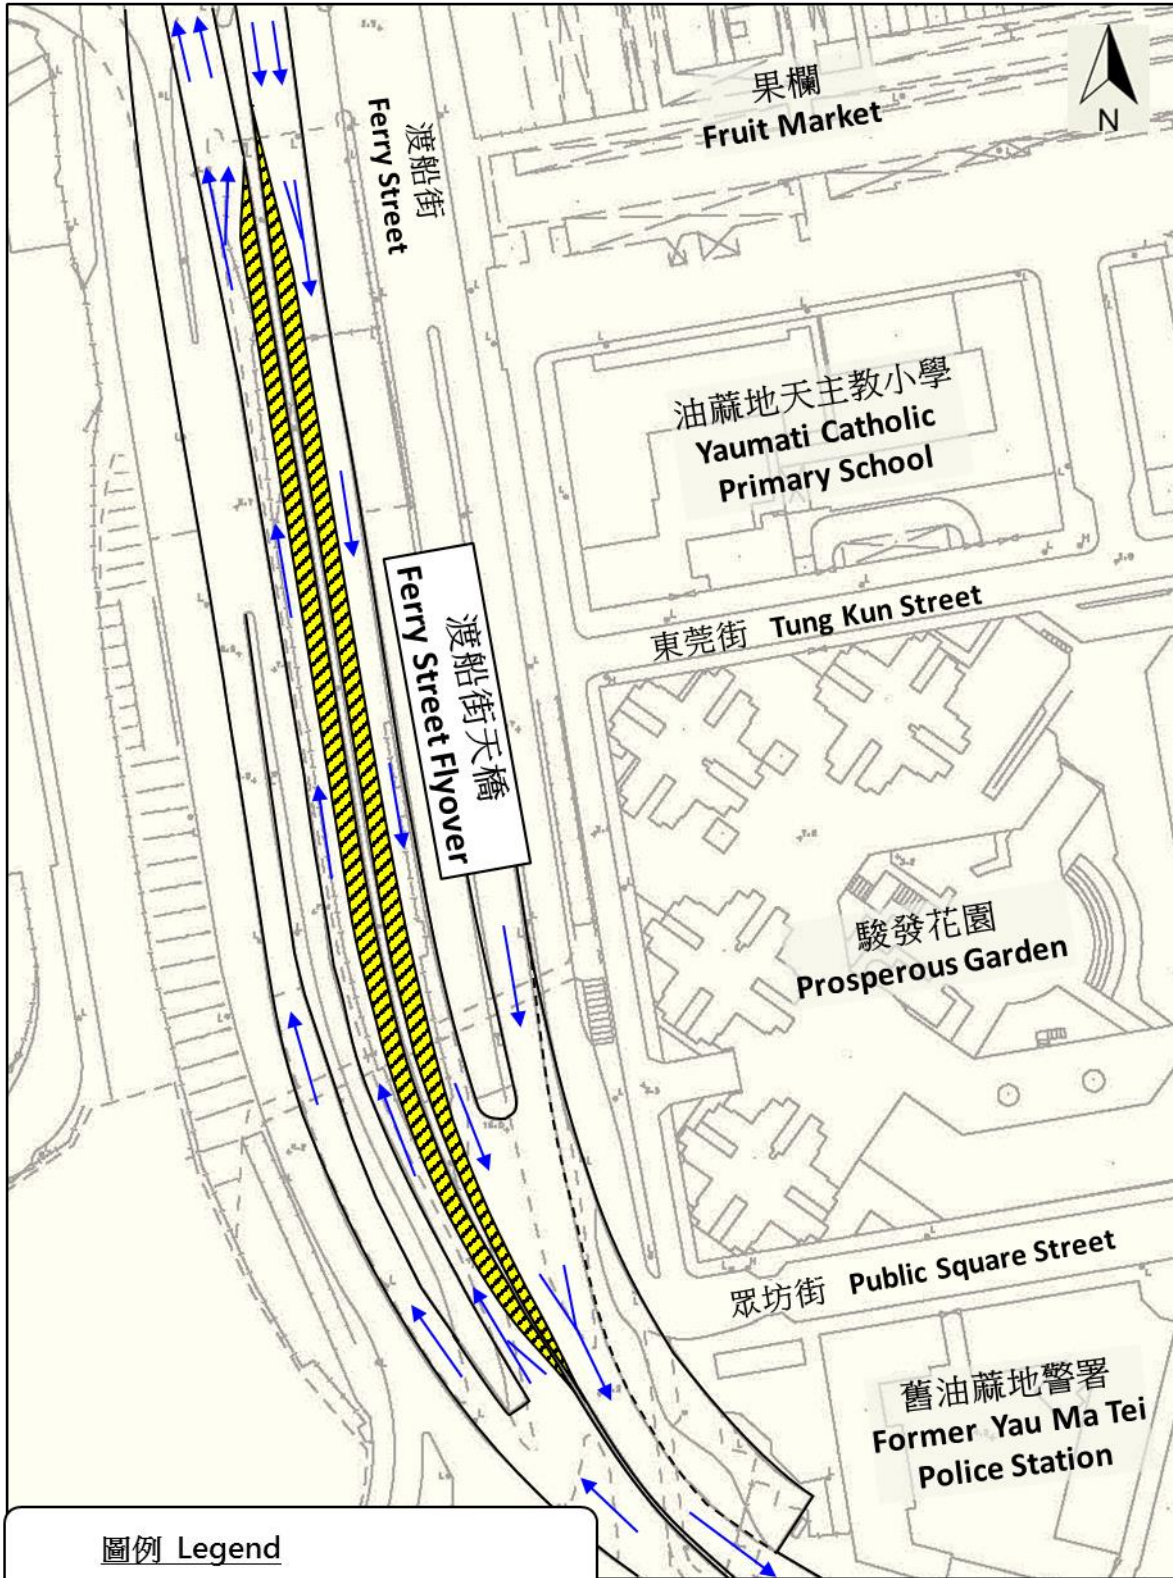 果欄
Fruit Market
N
渡船街
Ferry Street
油蔴地天主教小學
Yaumati Catholic
Primary School
東莞街 Tung Kun Street
渡船街天橋
Ferry Street Flyover
駿發花園
Prosperous Garden
眾坊街 Public Square Street
舊油蔴地警署
Former Yau Ma Tei
Police Station
圖例 Legend